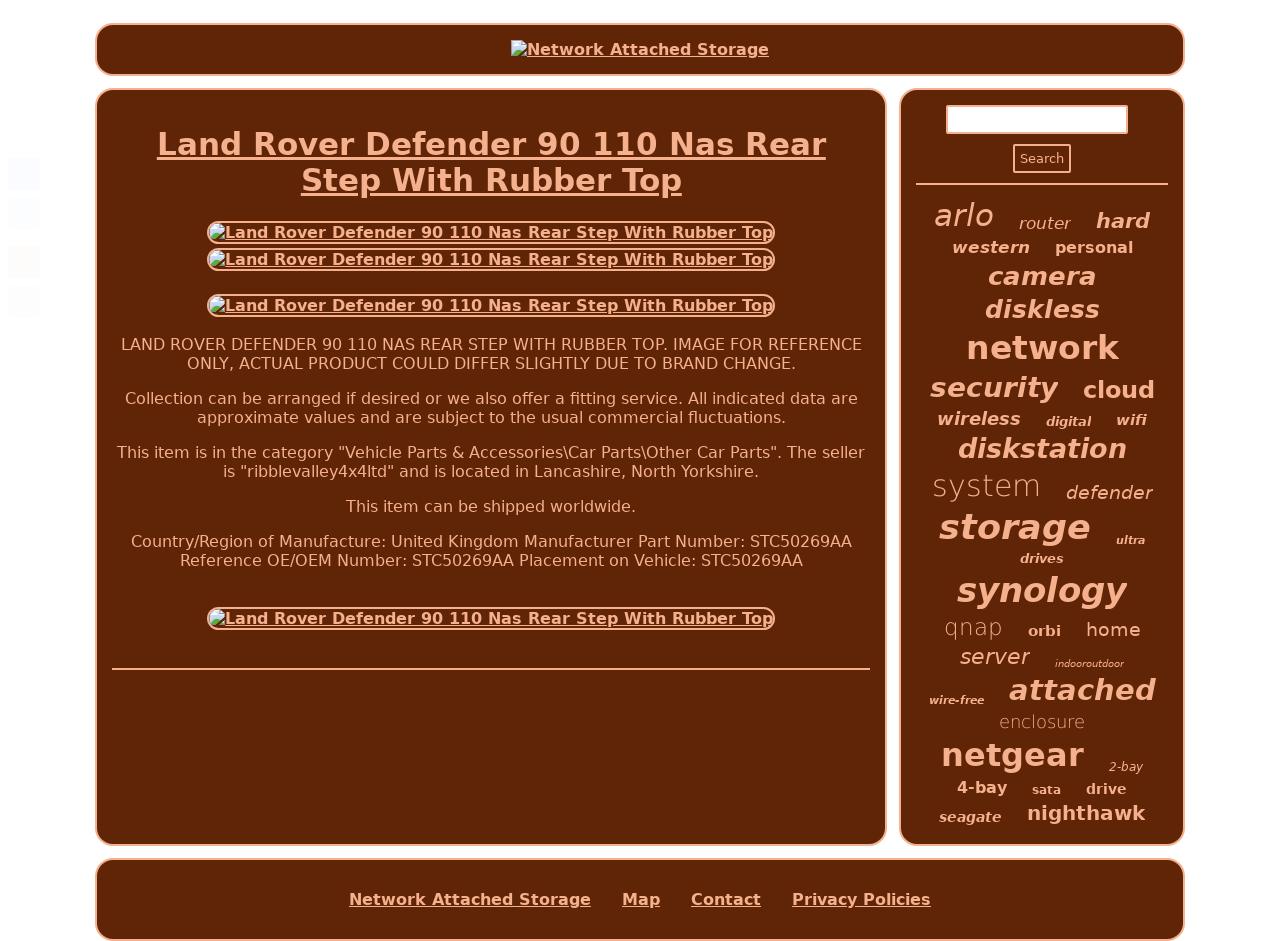 Network Attached Storage
Land Rover Defender 90 110 Nas Rear
Step With Rubber Top
Land Rover Defender 90 110 Nas Rear Step With Rubber Top
Land Rover Defender 90 110 Nas Rear Step With Rubber Top
Land Rover Defender 90 110 Nas Rear Step With Rubber Top
LAND ROVER DEFENDER 90 110 NAS REAR STEP WITH RUBBER TOP. IMAGE FOR REFERENCE
ONLY, ACTUAL PRODUCT COULD DIFFER SLIGHTLY DUE TO BRAND CHANGE.
Collection can be arranged if desired or we also offer a fitting service. All indicated data are
approximate values and are subject to the usual commercial fluctuations.
This item is in the category "Vehicle Parts & Accessories\Car Parts\Other Car Parts". The seller
is "ribblevalley4x4ltd" and is located in Lancashire, North Yorkshire.
This item can be shipped worldwide.
Country/Region of Manufacture: United Kingdom Manufacturer Part Number: STC50269AA
Reference OE/OEM Number: STC50269AA Placement on Vehicle: STC50269AA
Land Rover Defender 90 110 Nas Rear Step With Rubber Top
Search
arlo router hard
western personal
camera
diskless
network
security cloud
wireless digital wifi
diskstation
system defender
storage ultra
drives
synology
qnap orbi home
server indooroutdoor
wire-free attached
enclosure
netgear 2-bay
4-bay sata drive
seagate nighthawk
Network Attached Storage Map Contact Privacy Policies